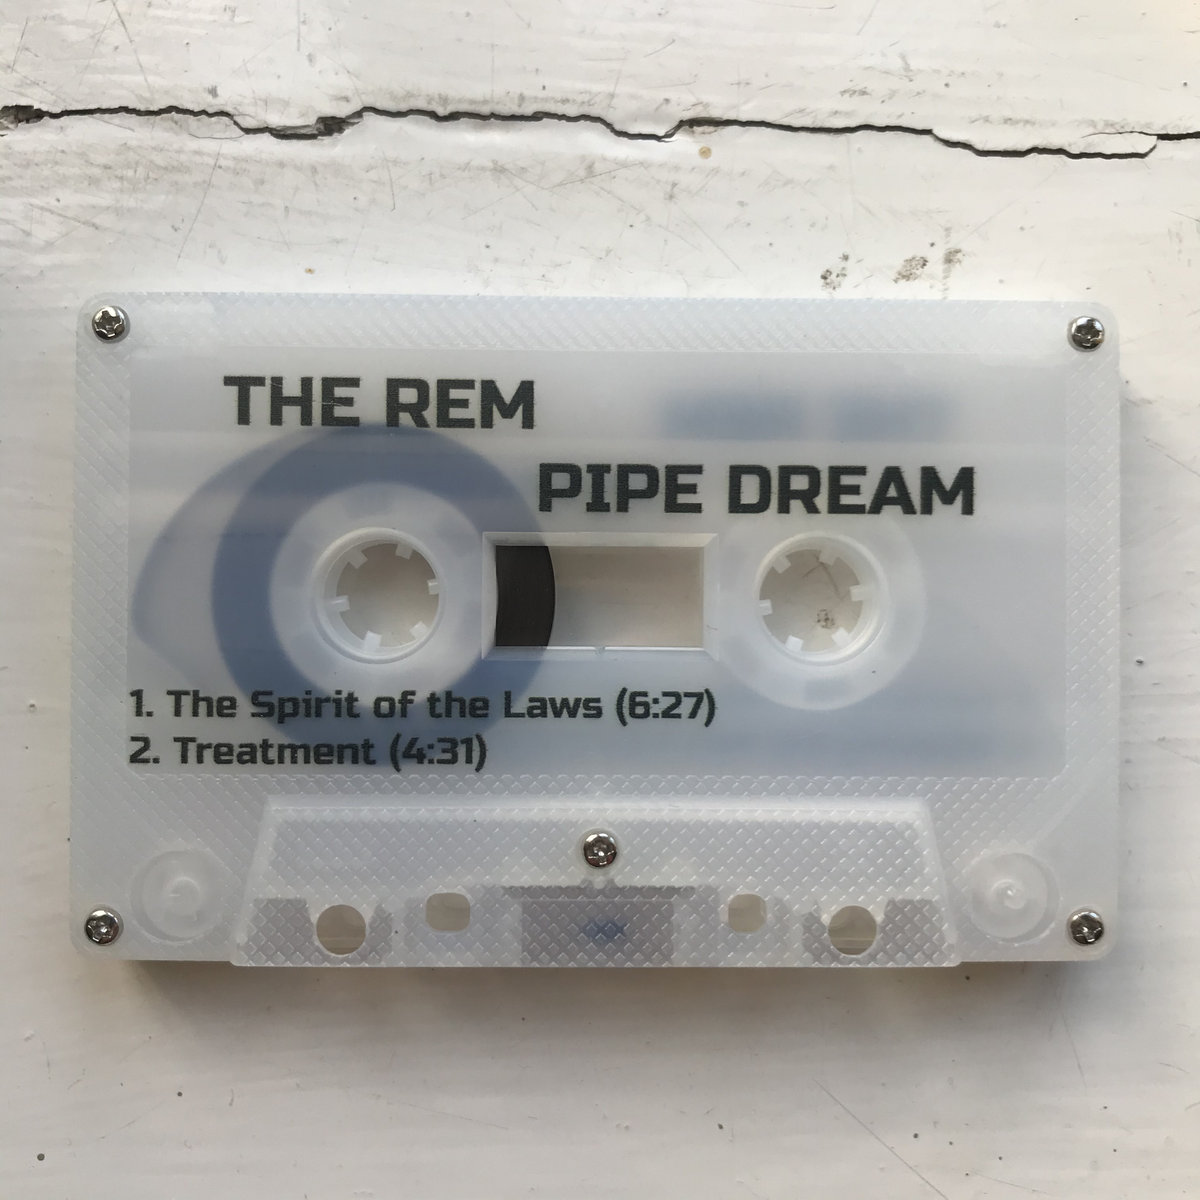 THE REM
PIPE DREAM
1. The Spirit of the Laws (6:27)
2. Treatment (4:31)